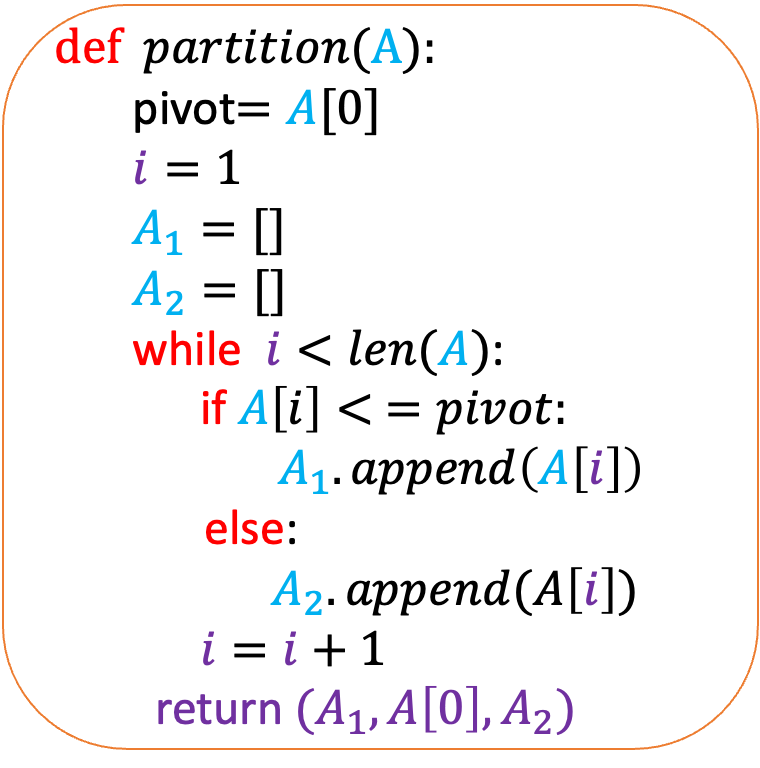 def partition(A):
pivot= A[0]
i = 1
A₁ = []
A₂ = []
while i < len(A):
if A[i] < = pivot:
A₁.append(A[i])
else:
A₂.append(A[i])
i = i + 1
return (A₁, A[0], A₂)